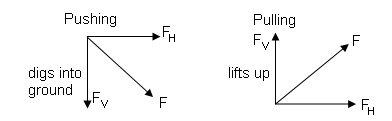 Pushing
F_H
digs into
ground
F_V
F
Pulling
F_V
F
lifts up
F_H